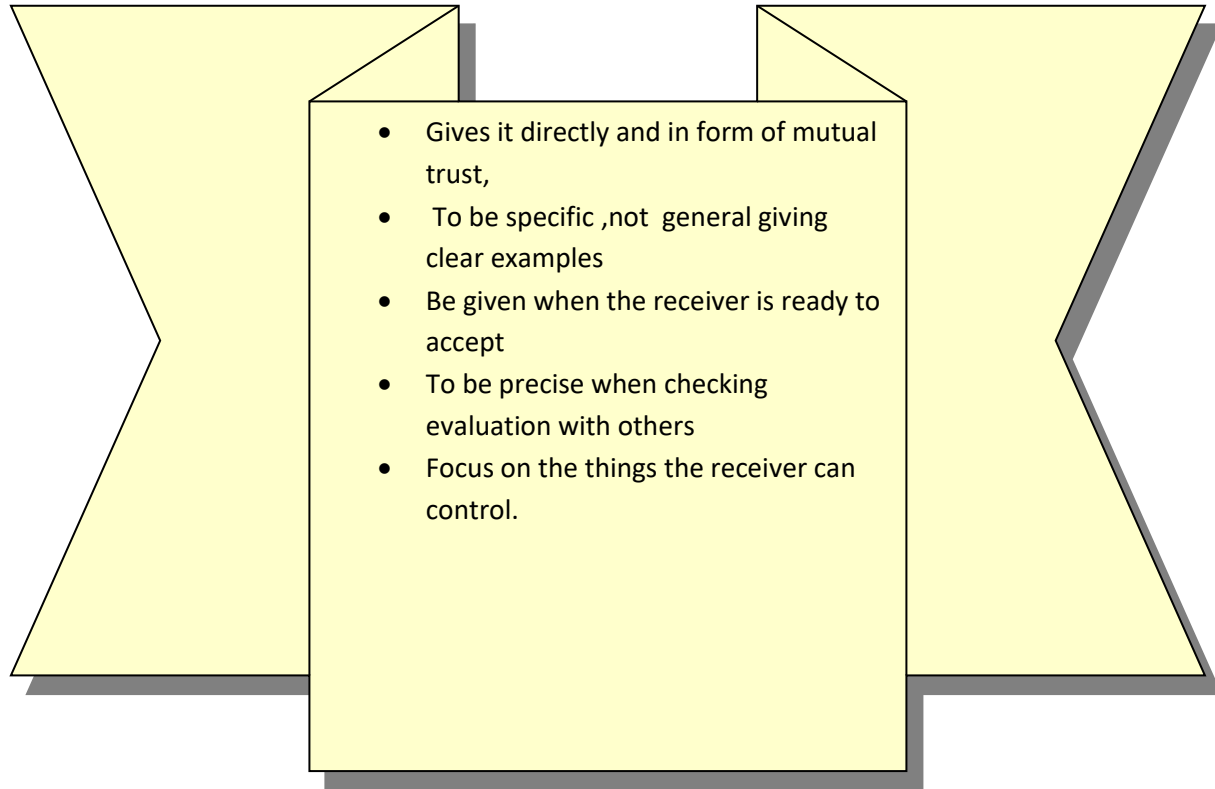 • Gives it directly and in form of mutual
trust,
• To be specific ,not general giving
clear examples
• Be given when the receiver is ready to
accept
• To be precise when checking
evaluation with others
• Focus on the things the receiver can
control.